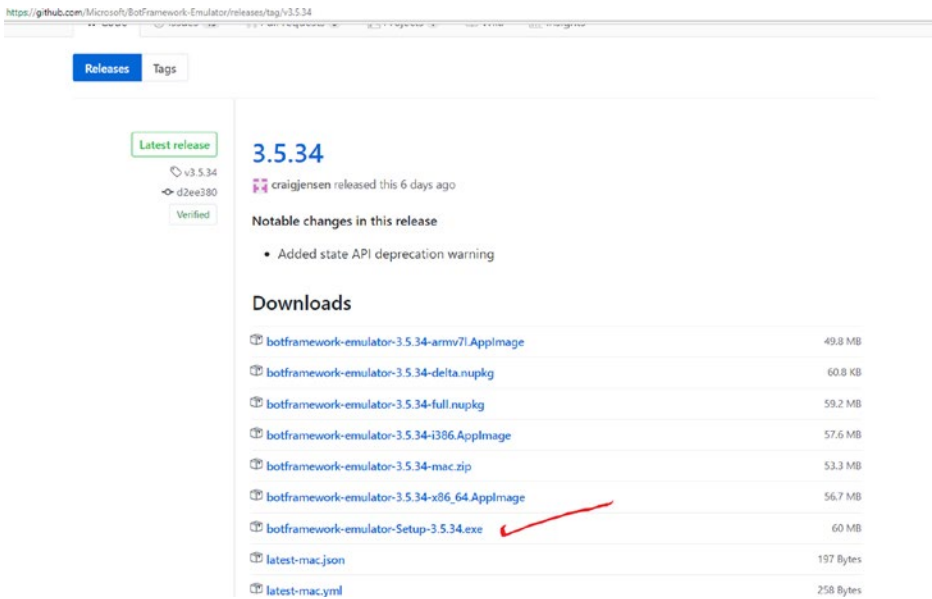 https://github.com/Microsoft/BotFramework-Emulator/releases/tag/v3.5.34
Releases Tags
Latest release
v3.5.34
d2ee380
Verified
3.5.34
craigjensen released this 6 days ago
Notable changes in this release
• Added state API deprecation warning
Downloads
botframework-emulator-3.5.34-armv7l.AppImage 49.8 MB
botframework-emulator-3.5.34-delta.nupkg 60.8 KB
botframework-emulator-3.5.34-full.nupkg 59.2 MB
botframework-emulator-3.5.34-i386.AppImage 57.6 MB
botframework-emulator-3.5.34-mac.zip 53.3 MB
botframework-emulator-3.5.34-x86_64.AppImage 56.7 MB
botframework-emulator-Setup-3.5.34.exe 60 MB
latest-mac.json 197 Bytes
latest-mac.yml 258 Bytes